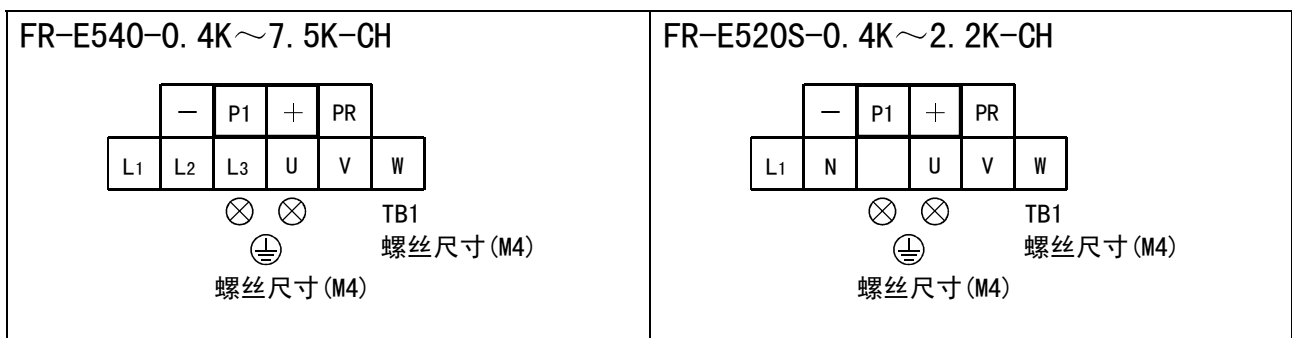 FR-E540-0.4K～7.5K-CH
－ P1 ＋ PR
L1 L2 L3 U V W
TB1
螺丝尺寸(M4)
螺丝尺寸(M4)
FR-E520S-0.4K～2.2K-CH
－ P1 ＋ PR
L1 N U V W
TB1
螺丝尺寸(M4)
螺丝尺寸(M4)